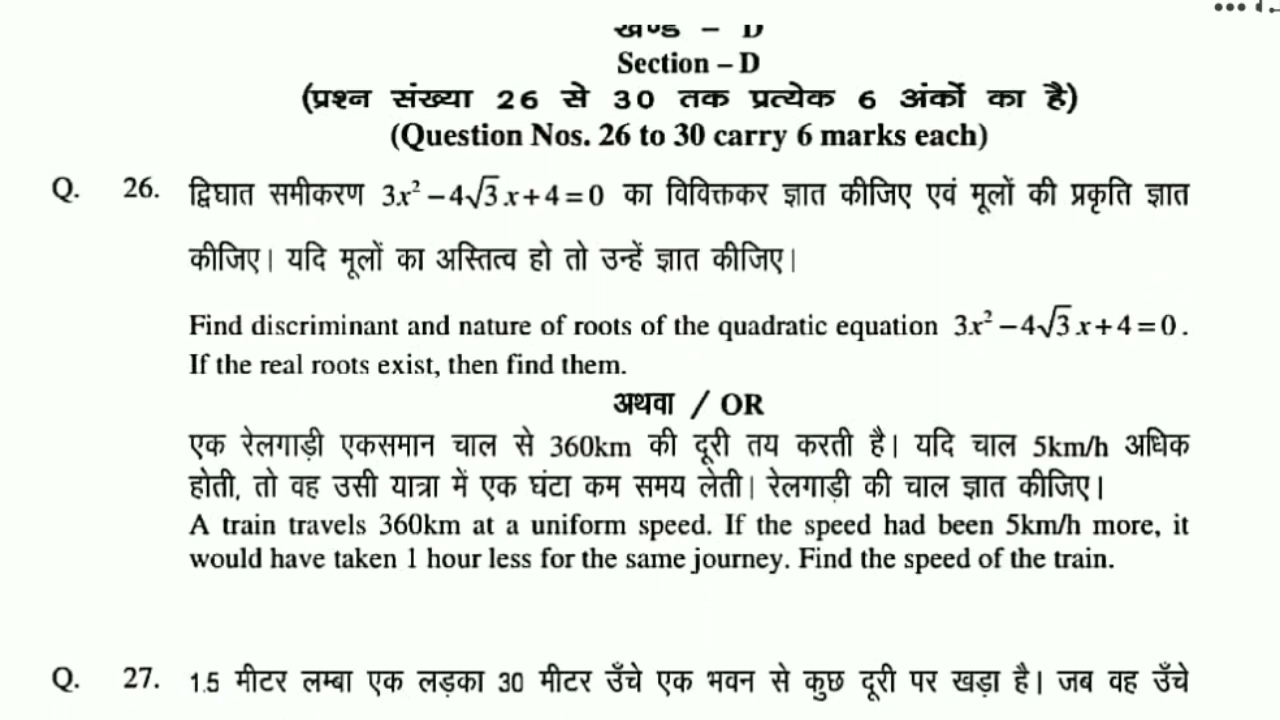 खण्ड – D
Section – D
(प्रश्न संख्या 26 से 30 तक प्रत्येक 6 अंकों का है)
(Question Nos. 26 to 30 carry 6 marks each)
Q. 26. द्विघात समीकरण 3x² – 4√3 x + 4 = 0 का विविक्तकर ज्ञात कीजिए एवं मूलों की प्रकृति ज्ञात
कीजिए। यदि मूलों का अस्तित्व हो तो उन्हें ज्ञात कीजिए।
Find discriminant and nature of roots of the quadratic equation 3x² – 4√3 x + 4 = 0.
If the real roots exist, then find them.
अथवा / OR
एक रेलगाड़ी एकसमान चाल से 360km की दूरी तय करती है। यदि चाल 5km/h अधिक
होती, तो वह उसी यात्रा में एक घंटा कम समय लेती। रेलगाड़ी की चाल ज्ञात कीजिए।
A train travels 360km at a uniform speed. If the speed had been 5km/h more, it
would have taken 1 hour less for the same journey. Find the speed of the train.
Q. 27. 1.5 मीटर लम्बा एक लड़का 30 मीटर उँचे एक भवन से कुछ दूरी पर खड़ा है। जब वह उँचे